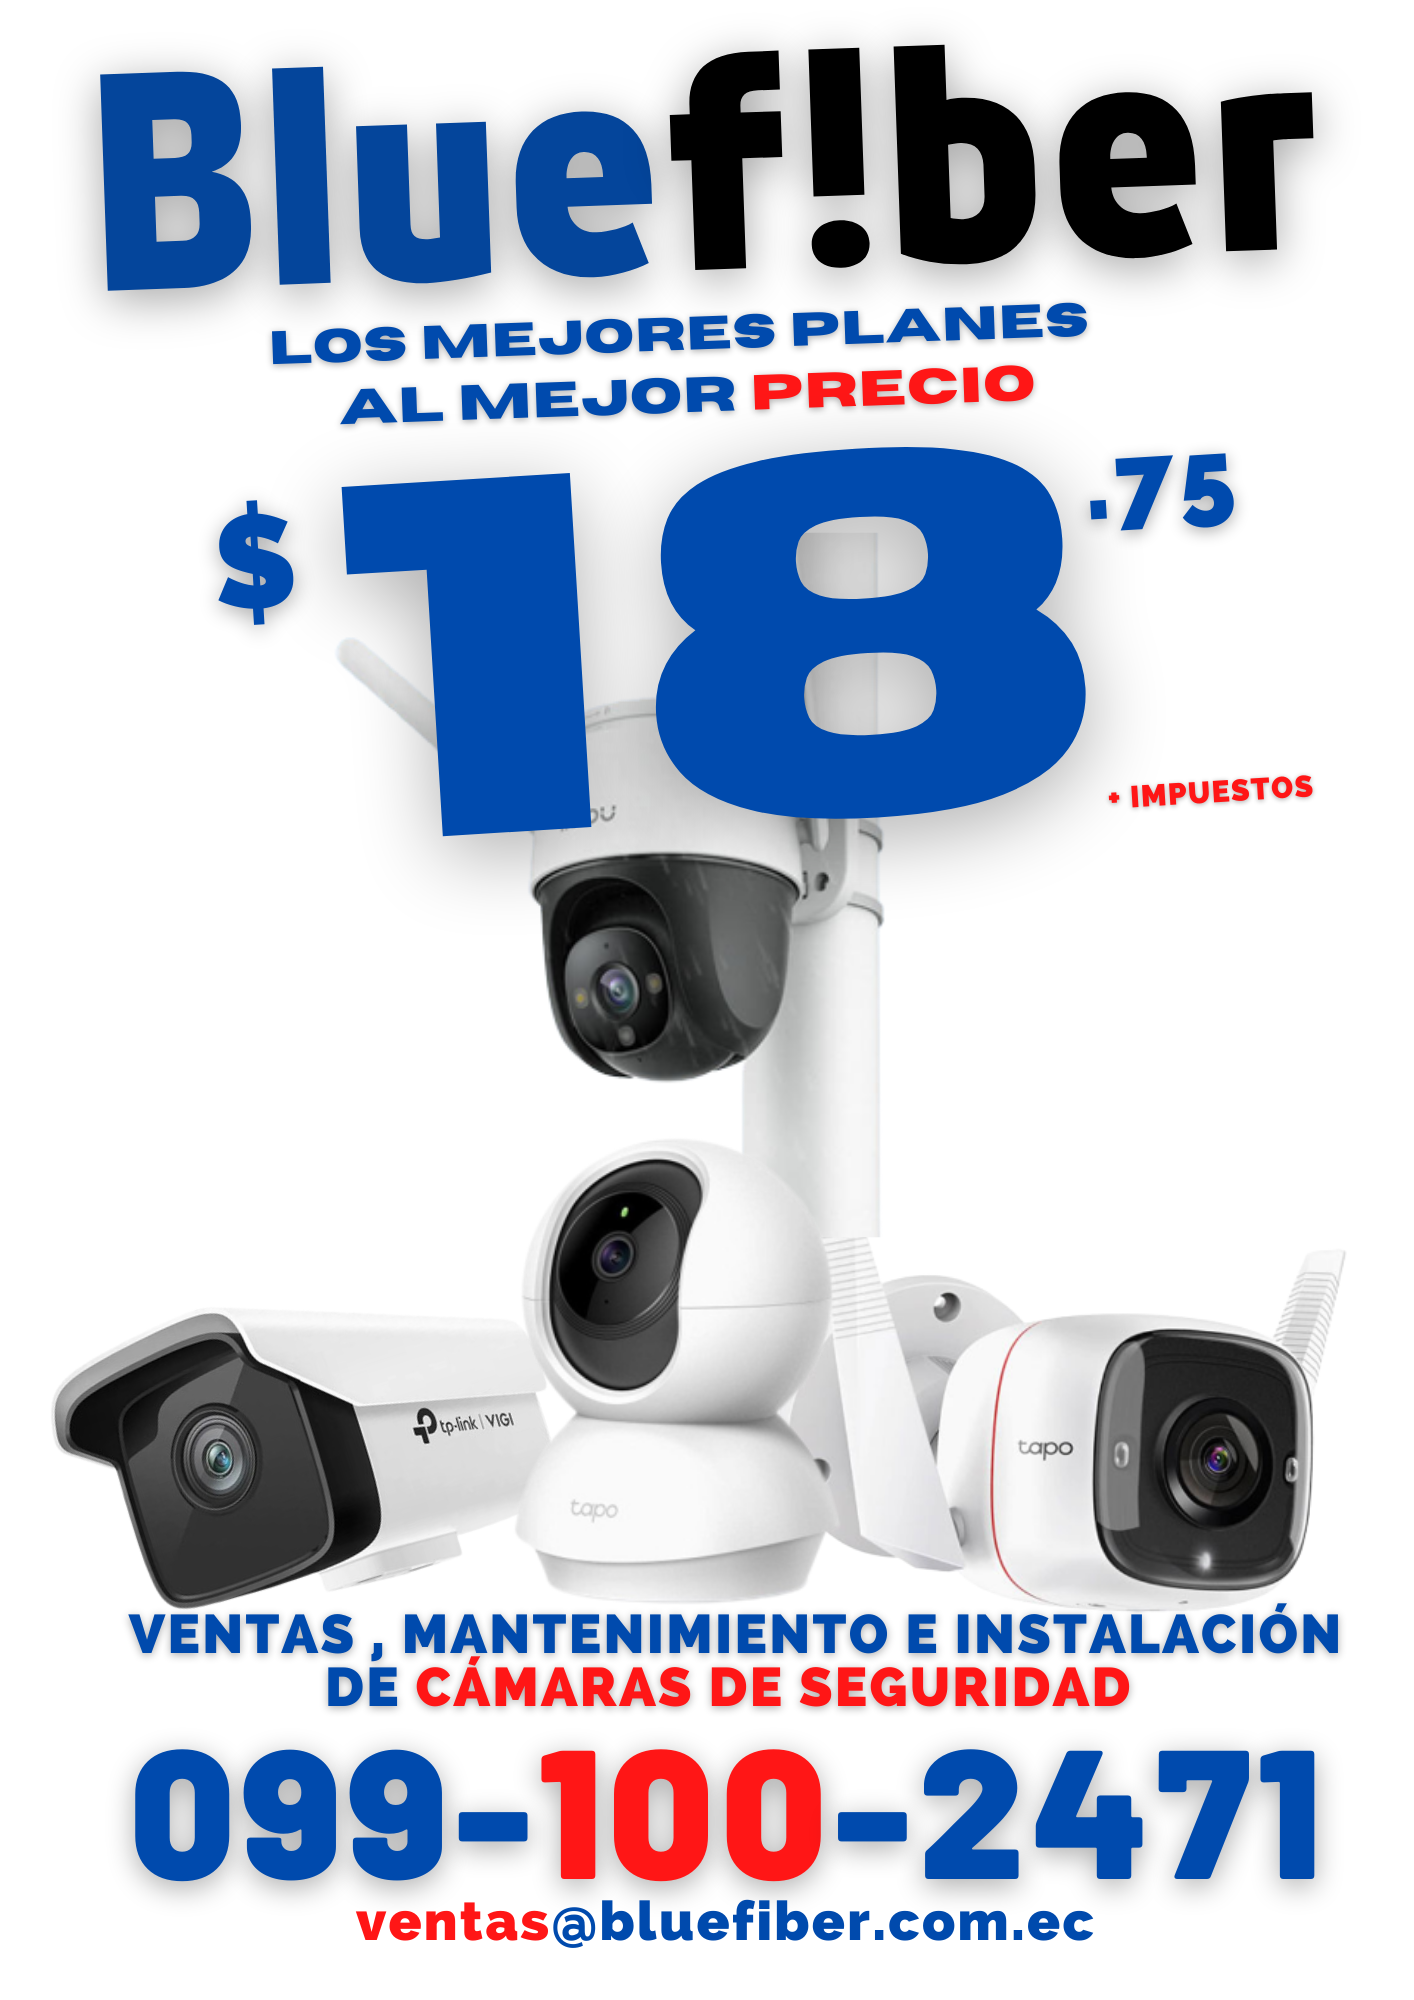 Bluef!ber
LOS MEJORES PLANES
AL MEJOR PRECIO
$18.75
+ IMPUESTOS
tp-link | VIGI
tapo
tapo
VENTAS , MANTENIMIENTO E INSTALACIÓN
DE CÁMARAS DE SEGURIDAD
099-100-2471
ventas@bluefiber.com.ec